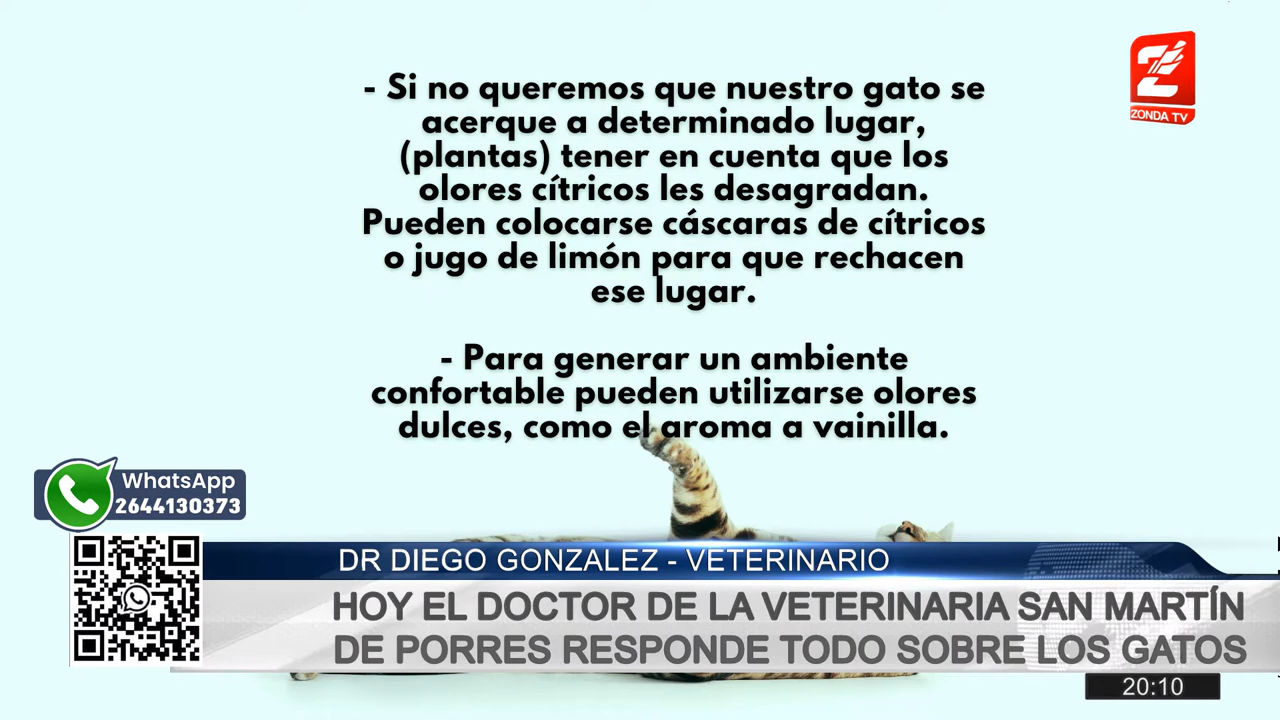 - Si no queremos que nuestro gato se
acerque a determinado lugar,
(plantas) tener en cuenta que los
olores cítricos les desagradan.
Pueden colocarse cáscaras de cítricos
o jugo de limón para que rechacen
ese lugar.
- Para generar un ambiente
confortable pueden utilizarse olores
dulces, como el aroma a vainilla.
ZONDA TV
WhatsApp
2644130373
DR DIEGO GONZALEZ - VETERINARIO
HOY EL DOCTOR DE LA VETERINARIA SAN MARTÍN
DE PORRES RESPONDE TODO SOBRE LOS GATOS
20:10